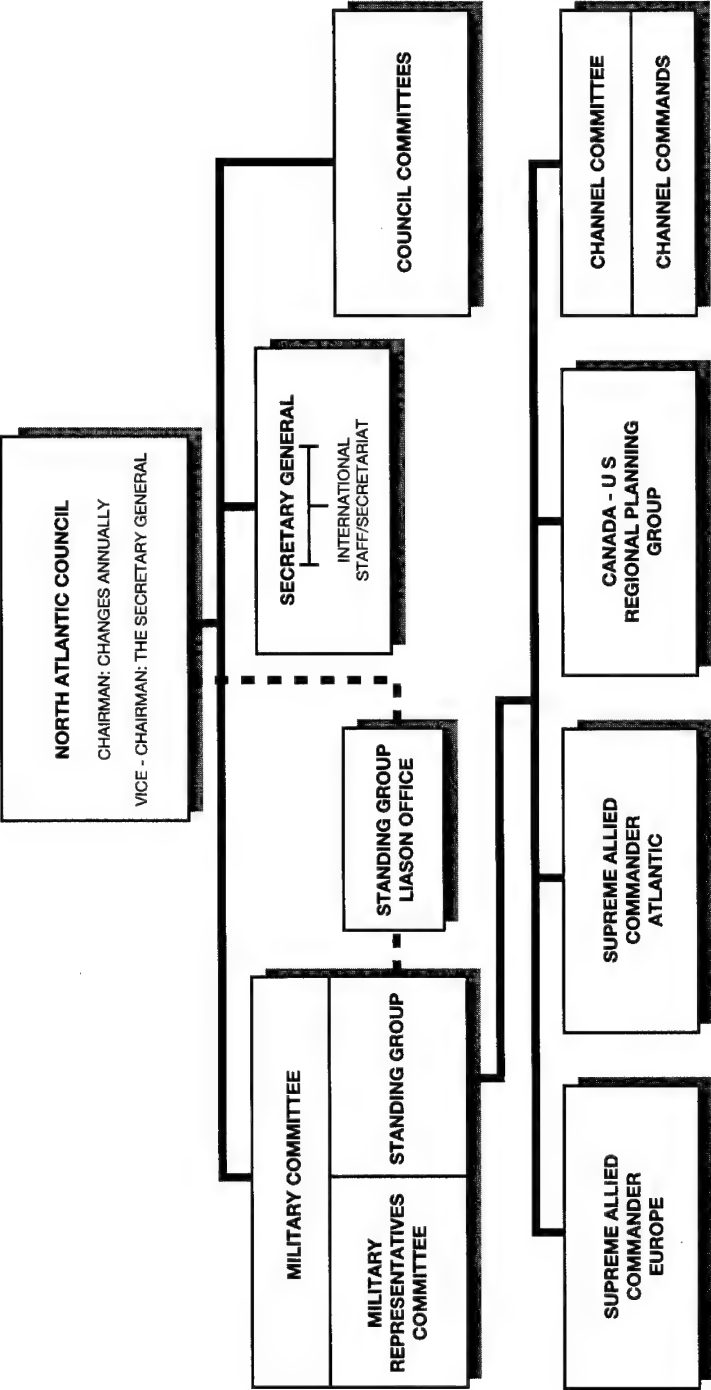 NORTH ATLANTIC COUNCIL
CHAIRMAN: CHANGES ANNUALLY
VICE - CHAIRMAN: THE SECRETARY GENERAL
MILITARY COMMITTEE
MILITARY
REPRESENTATIVES
COMMITTEE
STANDING GROUP
STANDING GROUP
LIASON OFFICE
SECRETARY GENERAL
INTERNATIONAL
STAFF/SECRETARIAT
COUNCIL COMMITTEES
SUPREME ALLIED
COMMANDER
EUROPE
SUPREME ALLIED
COMMANDER
ATLANTIC
CANADA - U S
REGIONAL PLANNING
GROUP
CHANNEL COMMITTEE
CHANNEL COMMANDS